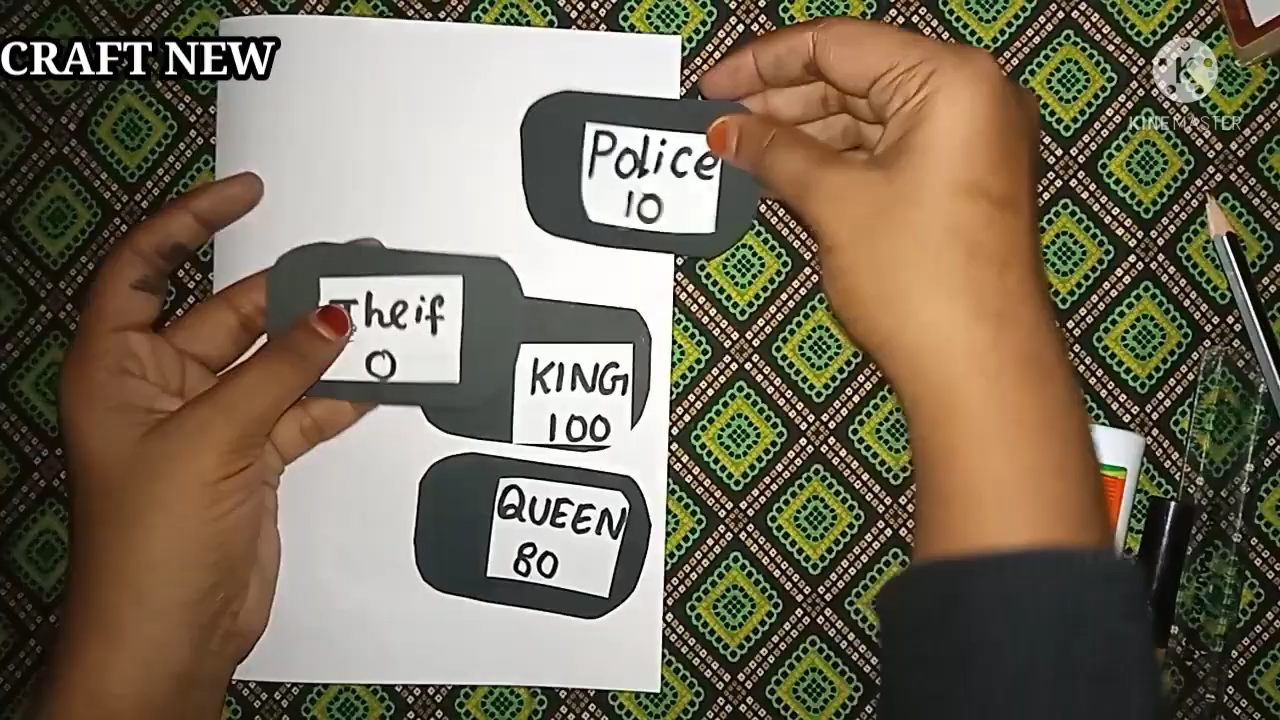 CRAFT NEW
KINEMASTER
Police
10
Theif
0
KING
100
QUEEN
80